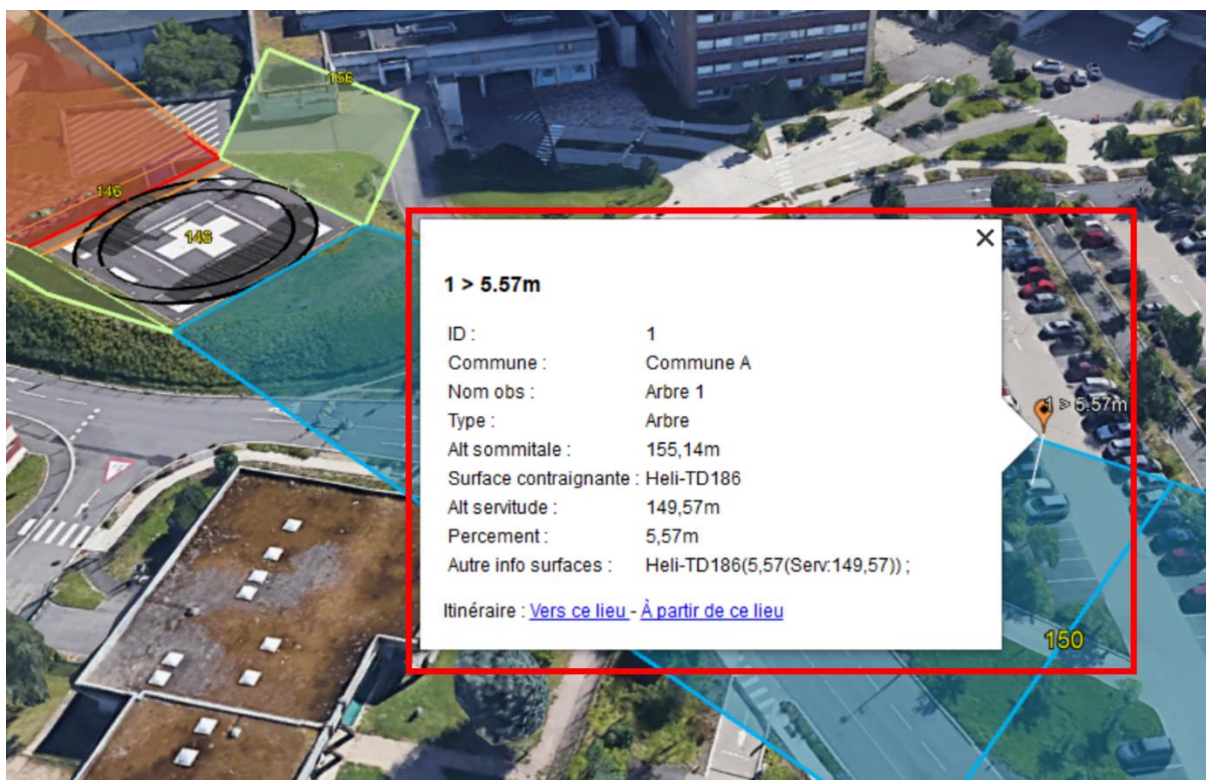 156
146
145
1 > 5.57m
ID : 1
Commune : Commune A
Nom obs : Arbre 1
Type : Arbre
Alt sommitale : 155,14m
Surface contraignante : Heli-TD186
Alt servitude : 149,57m
Percement : 5,57m
Autre info surfaces : Heli-TD186(5,57(Serv:149,57)) ;
Itinéraire : Vers ce lieu - À partir de ce lieu
1 > 5.57m
150